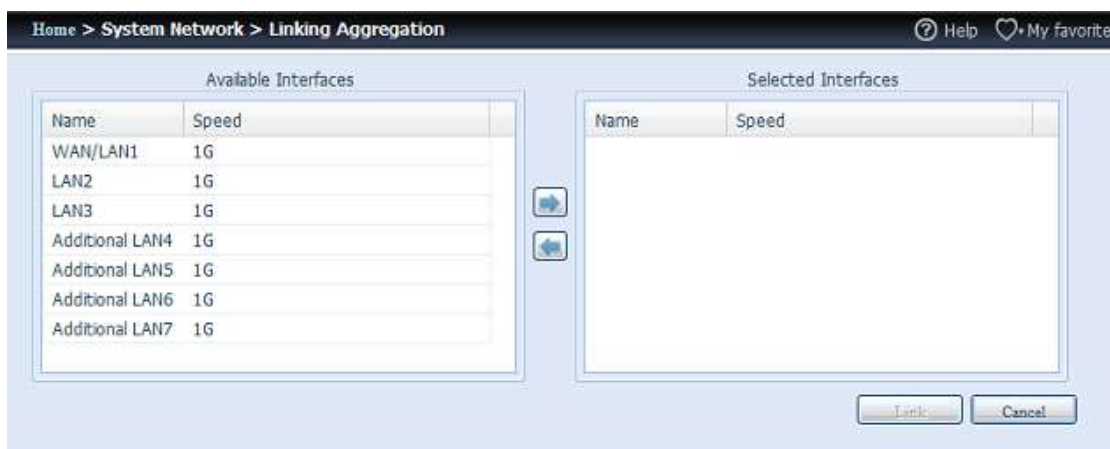 Home > System Network > Linking Aggregation
? Help My favorite
Available Interfaces
Name Speed
WAN/LAN1 1G
LAN2 1G
LAN3 1G
Additional LAN4 1G
Additional LAN5 1G
Additional LAN6 1G
Additional LAN7 1G
Selected Interfaces
Name Speed
Link Cancel